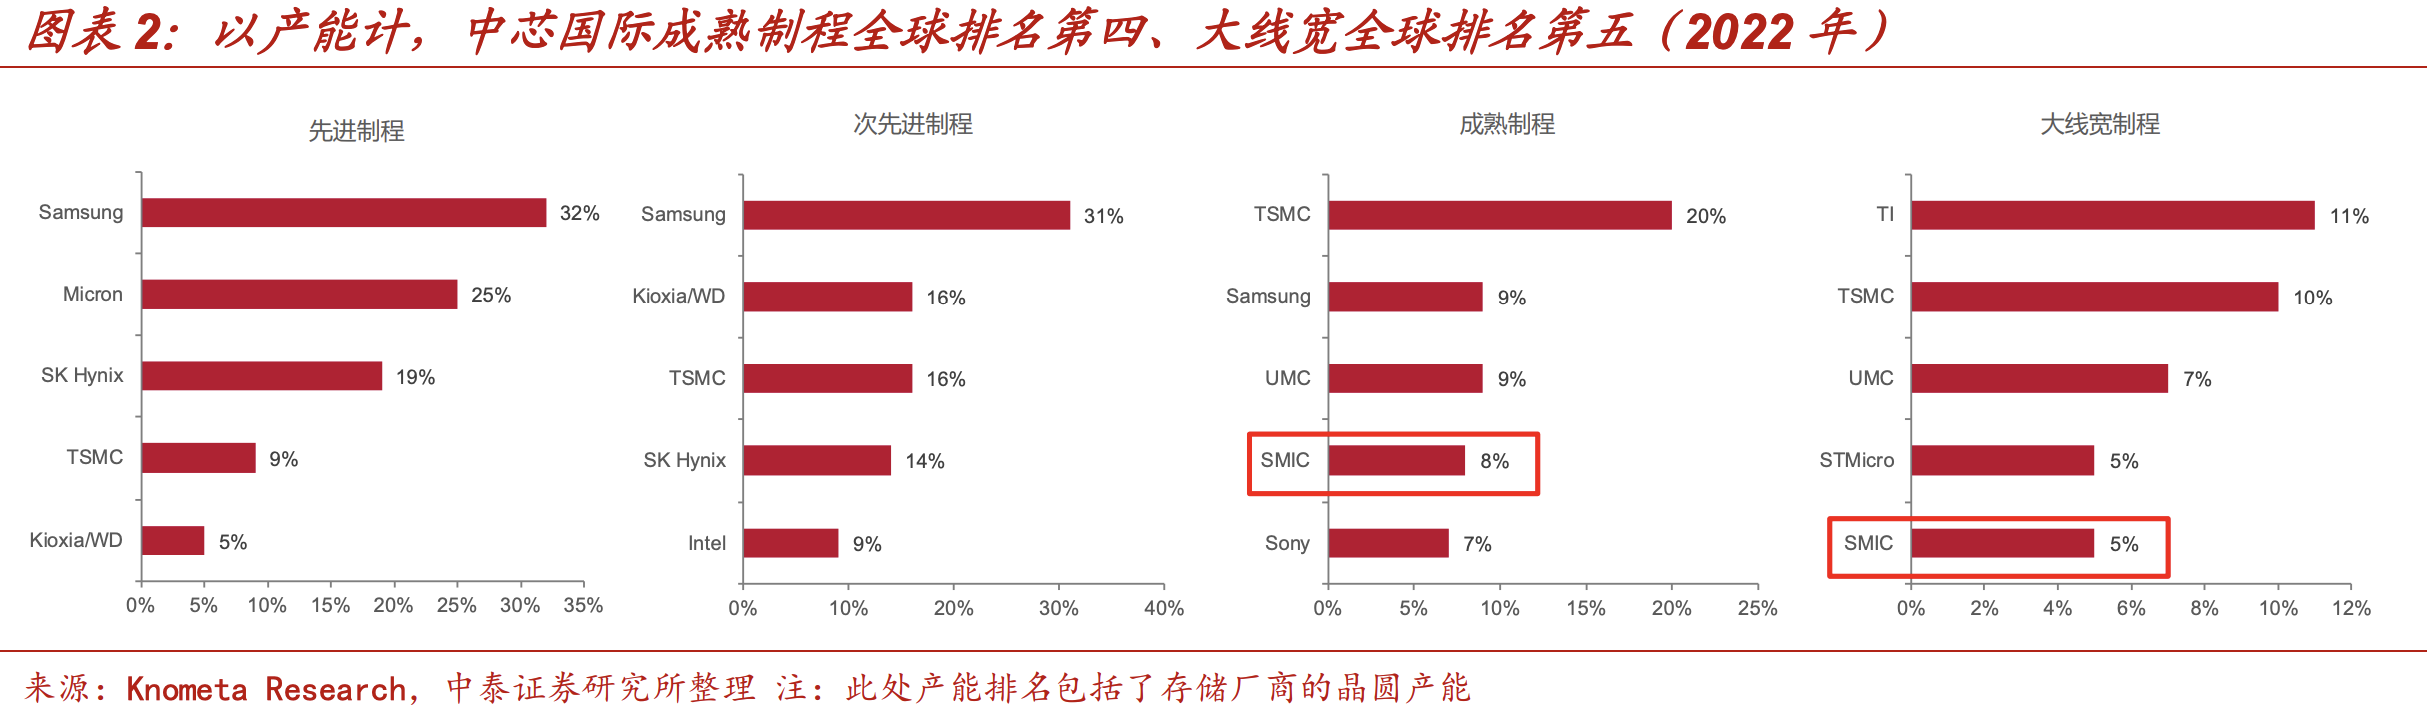 图表 2：以产能计，中芯国际成熟制程全球排名第四、大线宽全球排名第五（2022 年）
先进制程
Samsung 32%
Micron 25%
SK Hynix 19%
TSMC 9%
Kioxia/WD 5%
0% 5% 10% 15% 20% 25% 30% 35%
次先进制程
Samsung 31%
Kioxia/WD 16%
TSMC 16%
SK Hynix 14%
Intel 9%
0% 10% 20% 30% 40%
成熟制程
TSMC 20%
Samsung 9%
UMC 9%
SMIC 8%
Sony 7%
0% 5% 10% 15% 20% 25%
大线宽制程
TI 11%
TSMC 10%
UMC 7%
STMicro 5%
SMIC 5%
0% 2% 4% 6% 8% 10% 12%
来源：Knometa Research，中泰证券研究所整理 注：此处产能排名包括了存储厂商的晶圆产能